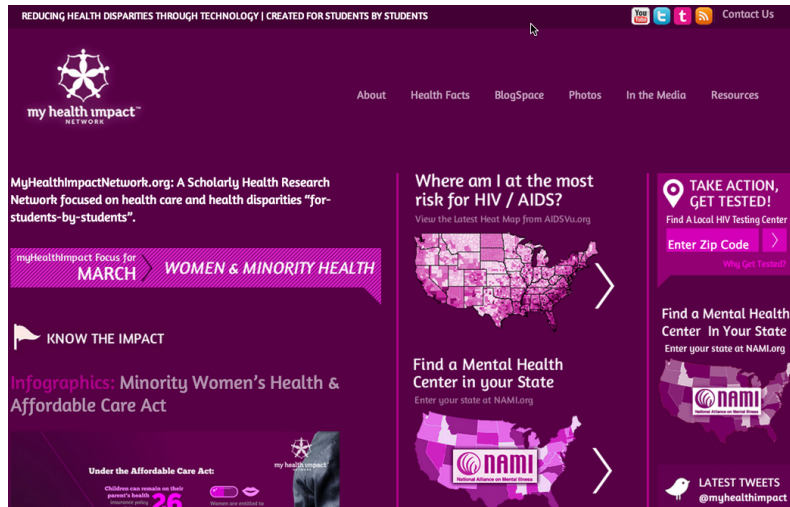 REDUCING HEALTH DISPARITIES THROUGH TECHNOLOGY | CREATED FOR STUDENTS BY STUDENTS
You
Tube
t
t
Contact Us
my health impact™
NETWORK
About
Health Facts
BlogSpace
Photos
In the Media
Resources
MyHealthImpactNetwork.org: A Scholarly Health Research
Network focused on health care and health disparities “for-
students-by-students”.
myHealthImpact Focus for
MARCH
WOMEN & MINORITY HEALTH
KNOW THE IMPACT
Infographics: Minority Women’s Health &
Affordable Care Act
my health impact
NETWORK
Under the Affordable Care Act:
Children can remain on their
parent's health
insurance policy
26
Women are entitled to
Where am I at the most
risk for HIV / AIDS?
View the Latest Heat Map from AIDSVu.org
Find a Mental Health
Center in your State
Enter your state at NAMI.org
NAMI
National Alliance on Mental Illness
TAKE ACTION,
GET TESTED!
Find A Local HIV Testing Center
Enter Zip Code
Why Get Tested?
Find a Mental Health
Center In Your State
Enter your state at NAMI.org
NAMI
National Alliance on Mental Illness
LATEST TWEETS
@myhealthimpact